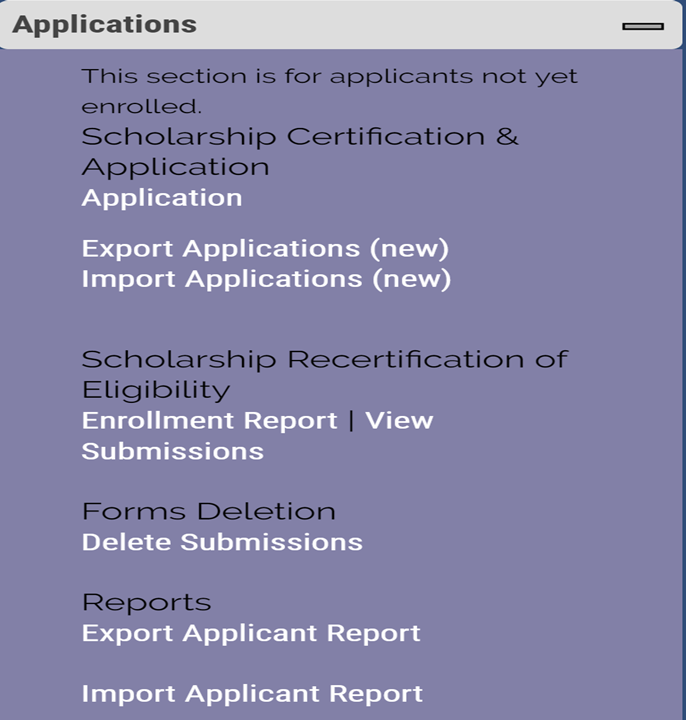 Applications
This section is for applicants not yet
enrolled.
Scholarship Certification &
Application
Application
Export Applications (new)
Import Applications (new)
Scholarship Recertification of
Eligibility
Enrollment Report | View
Submissions
Forms Deletion
Delete Submissions
Reports
Export Applicant Report
Import Applicant Report